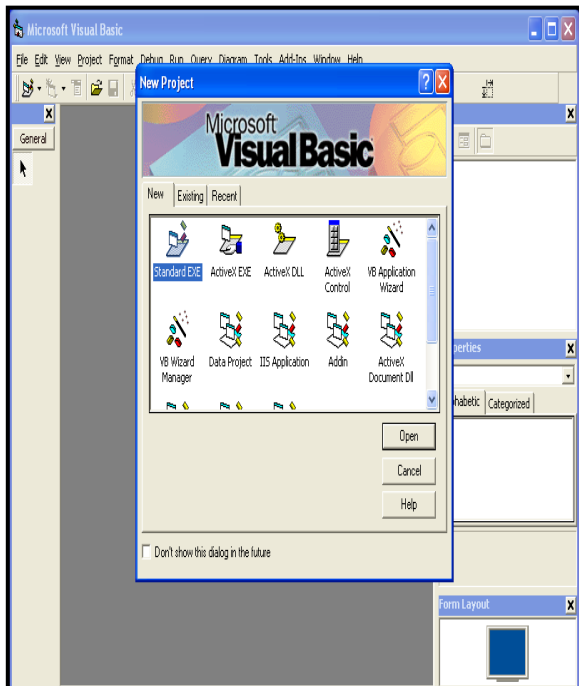 Microsoft Visual Basic
File Edit View Project Format Debug Run Query Diagram Tools Add-Ins Window Help
New Project
General
Microsoft
Visual Basic
New Existing Recent
Standard EXE ActiveX EXE ActiveX DLL ActiveX Control VB Application Wizard
VB Wizard Manager Data Project IIS Application Addin ActiveX Document Dll
Open
Cancel
Help
Don't show this dialog in the future
perties
habetic Categorized
Form Layout